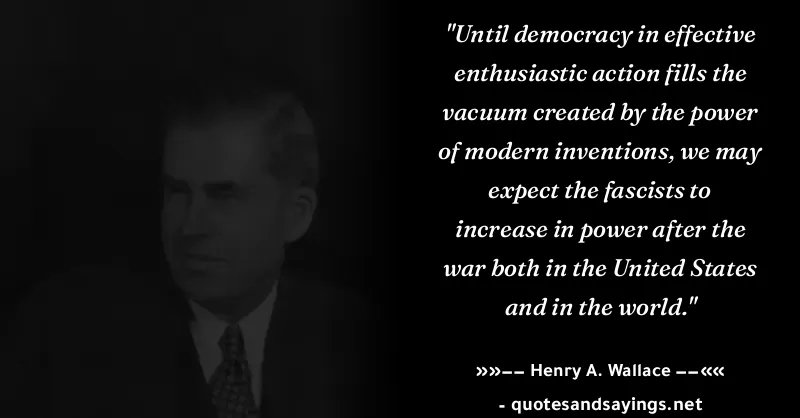 "Until democracy in effective
enthusiastic action fills the
vacuum created by the power
of modern inventions, we may
expect the fascists to
increase in power after the
war both in the United States
and in the world."
»»–– Henry A. Wallace ––««
- quotesandsayings.net